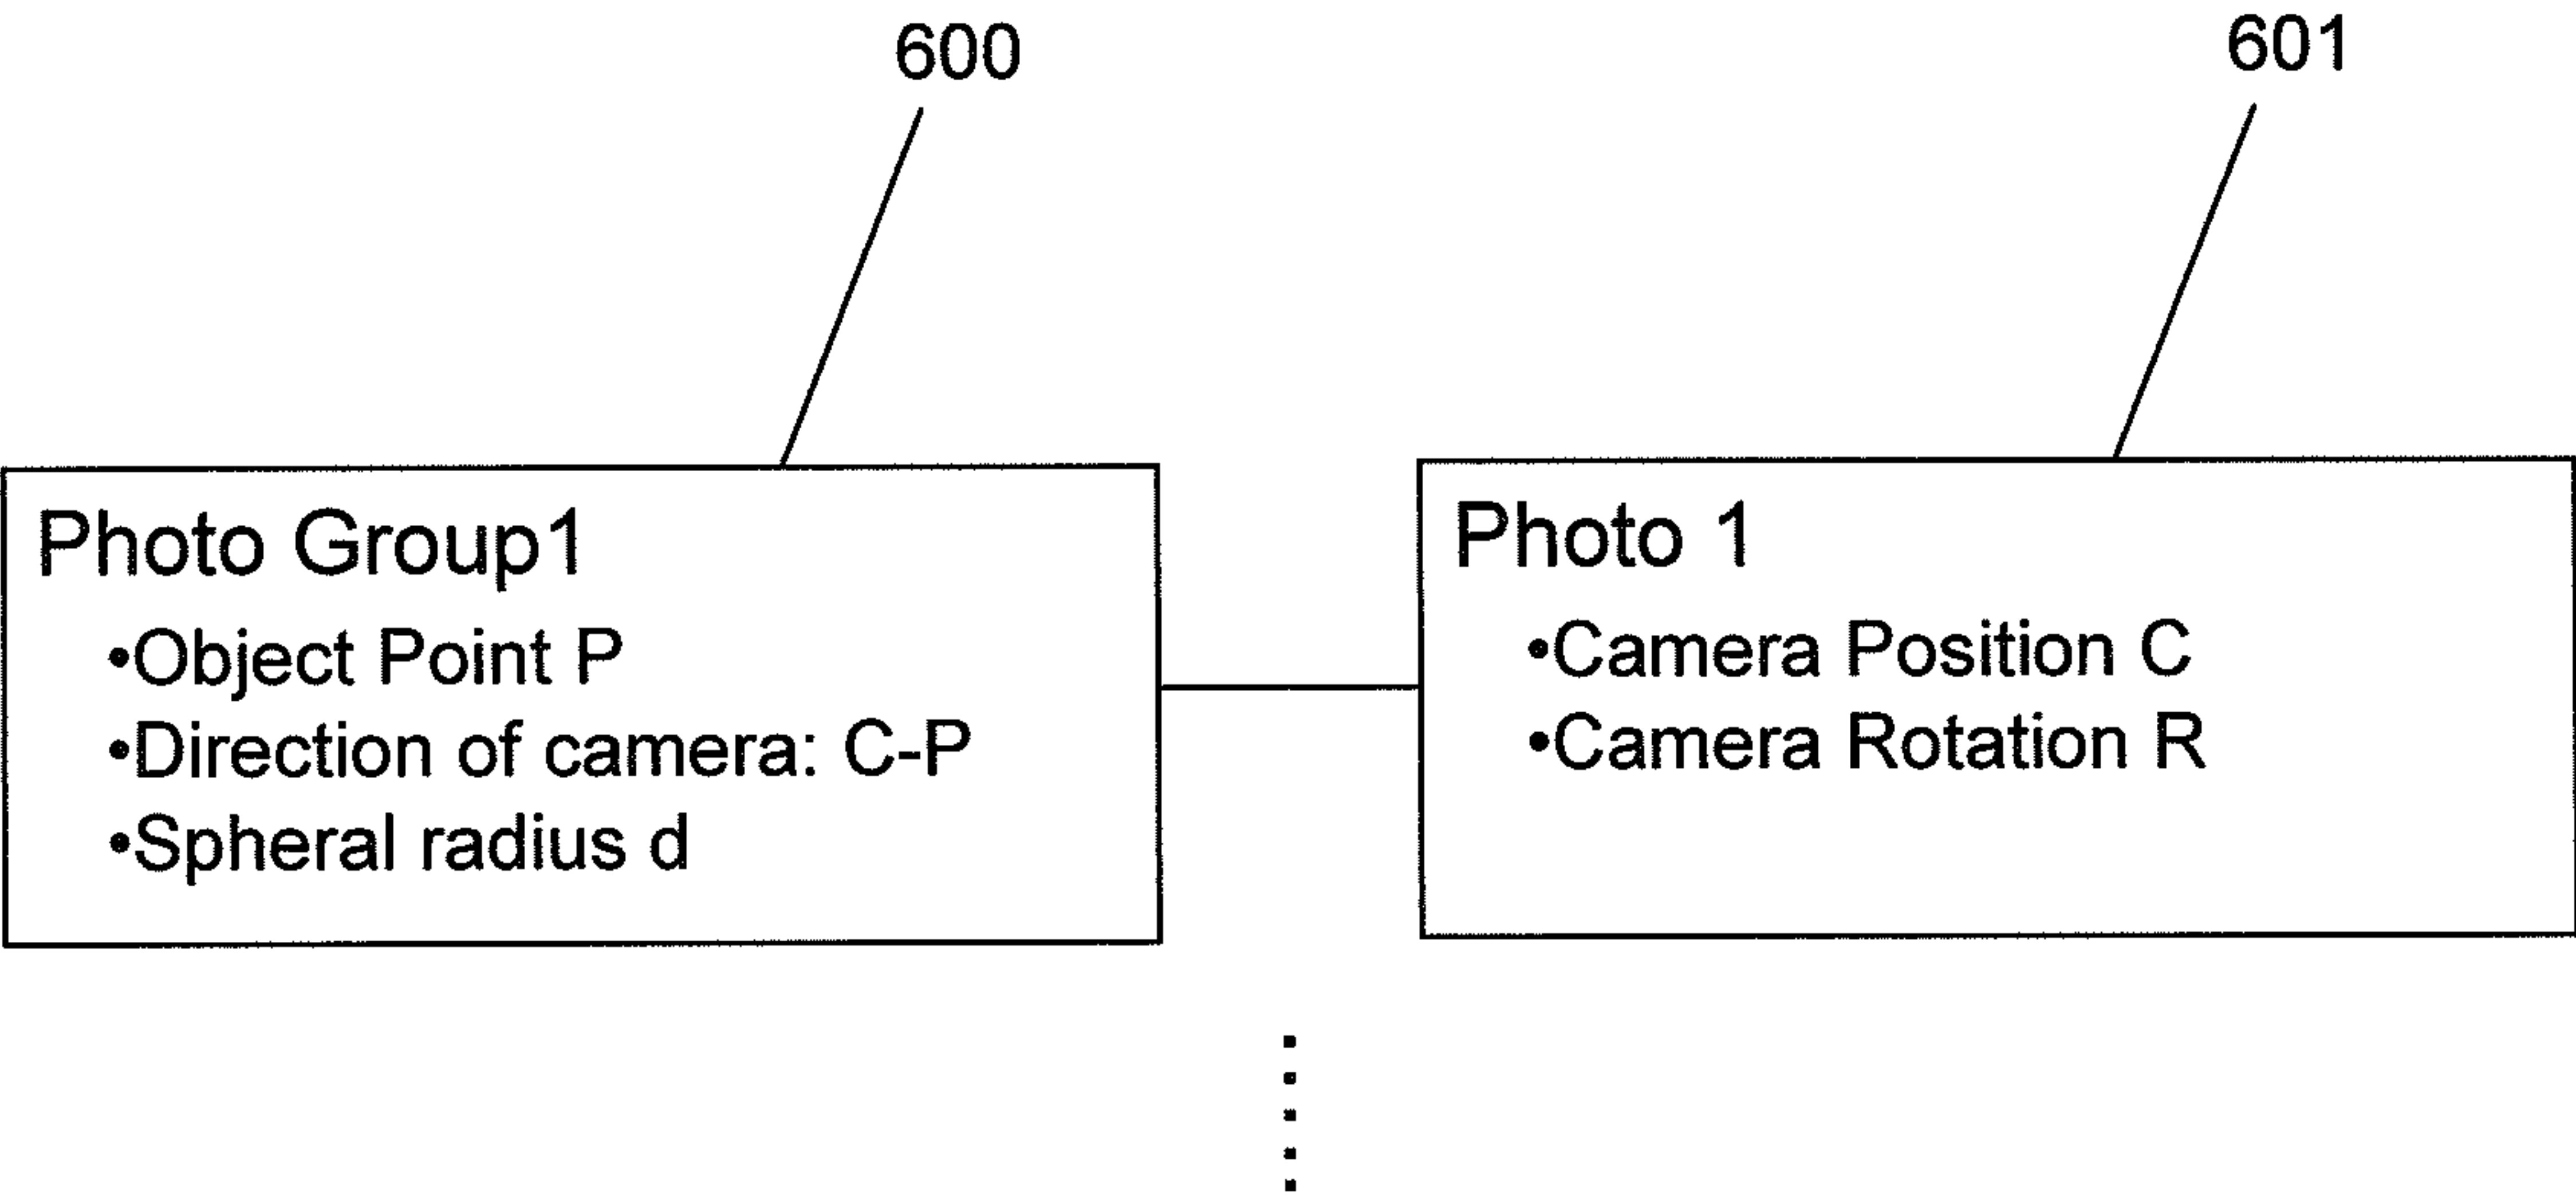 600
601
Photo Group1
•Object Point P
•Direction of camera: C-P
•Spheral radius d
Photo 1
•Camera Position C
•Camera Rotation R